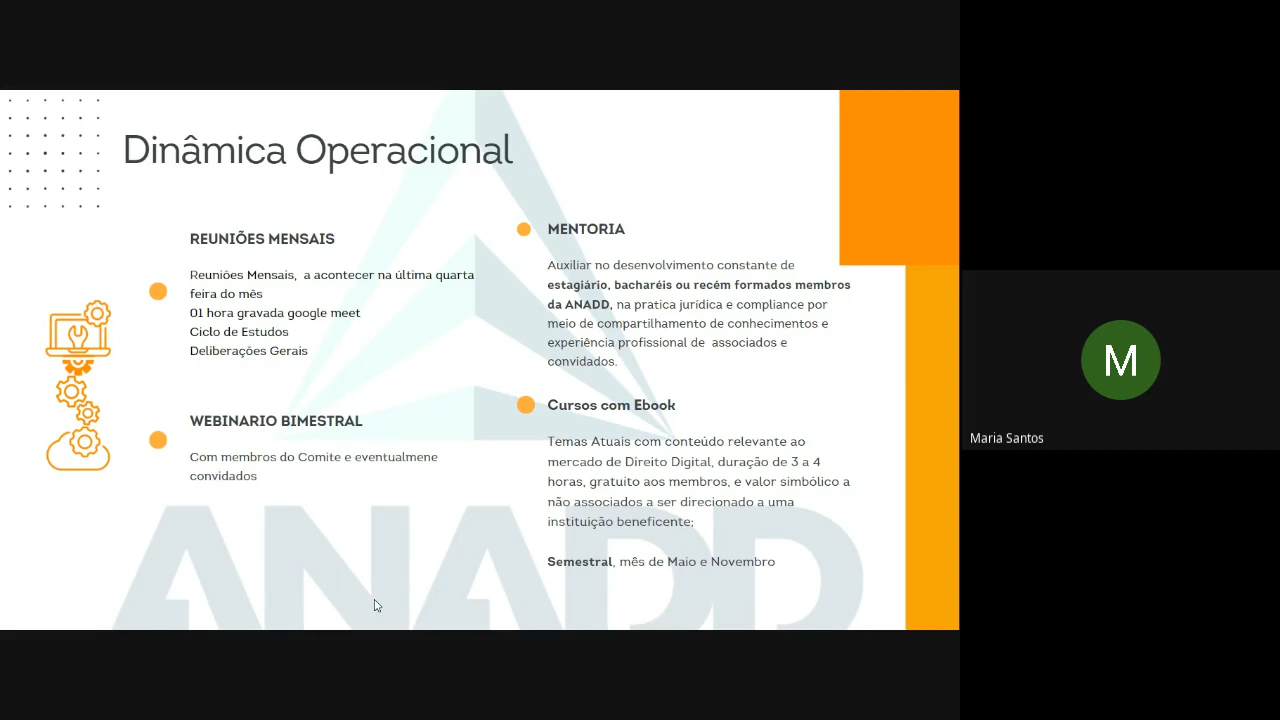 Dinâmica Operacional
REUNIÕES MENSAIS
Reuniões Mensais, a acontecer na última quarta
feira do mês
01 hora gravada google meet
Ciclo de Estudos
Deliberações Gerais
WEBINARIO BIMESTRAL
Com membros do Comite e eventualmene
convidados
MENTORIA
Auxiliar no desenvolvimento constante de
estagiário, bacharéis ou recém formados membros
da ANADD, na pratica jurídica e compliance por
meio de compartilhamento de conhecimentos e
experiência profissional de associados e
convidados.
Cursos com Ebook
Temas Atuais com conteúdo relevante ao
mercado de Direito Digital, duração de 3 a 4
horas, gratuito aos membros, e valor simbólico a
não associados a ser direcionado a uma
instituição beneficente;
Semestral, mês de Maio e Novembro
ANADD
M
Maria Santos